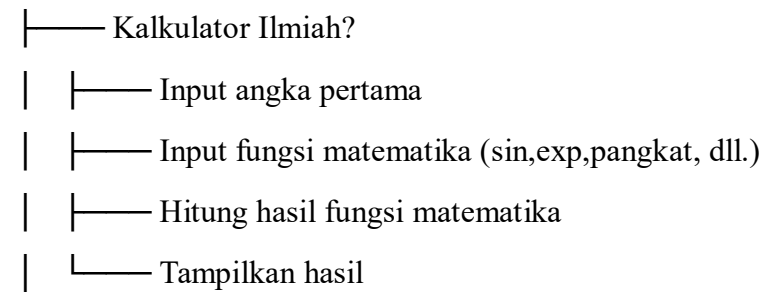 ├─── Kalkulator Ilmiah?
│ ├─── Input angka pertama
│ ├─── Input fungsi matematika (sin,exp,pangkat, dll.)
│ ├─── Hitung hasil fungsi matematika
│ └─── Tampilkan hasil